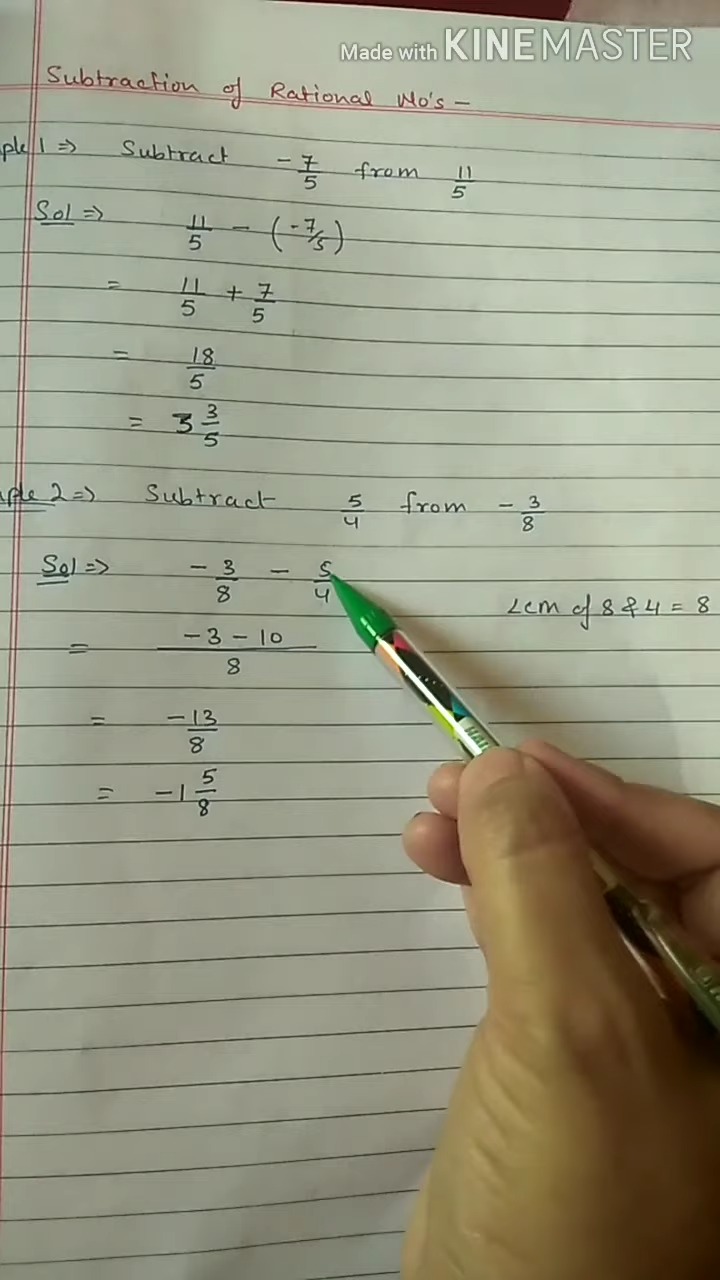 Made with KINEMASTER
Subtraction of Rational No's -
ple 1 => Subtract -7/5 from 11/5
Sol => 11/5 - (-7/5)
= 11/5 + 7/5
= 18/5
= 3 3/5
ple 2 => Subtract 5/4 from -3/8
Sol => -3/8 - 5/4
Lcm of 8 & 4 = 8
= -3-10/8
= -13/8
= -1 5/8